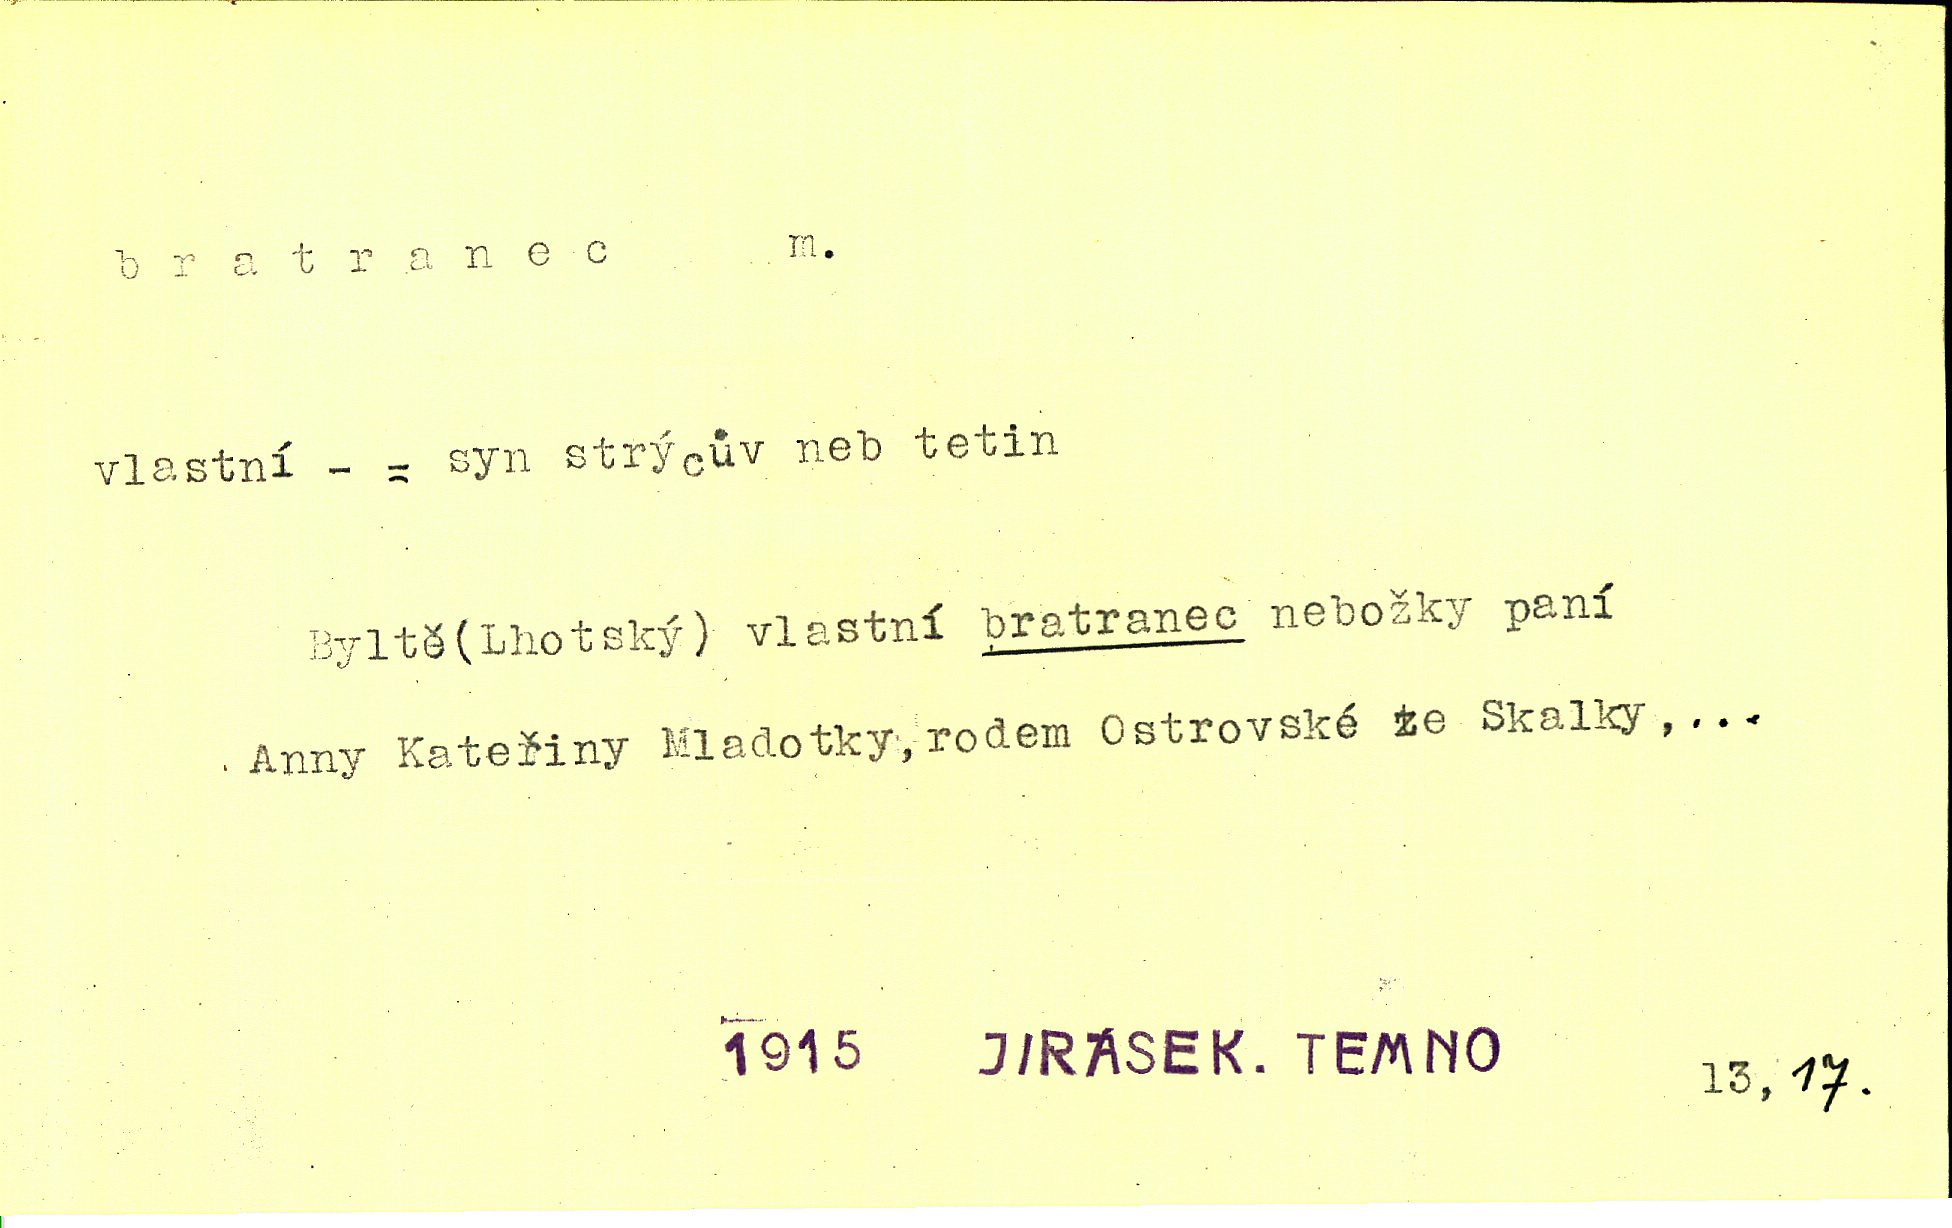 bratranec m.
vlastní - = syn strýcův neb tetin
Byltě(Lhotský) vlastní bratranec nebožky paní
Anny Kateřiny Mladotky,rodem Ostrovské ze Skalky,...
1915 JIRÁSEK. TEMNO 13, 17.